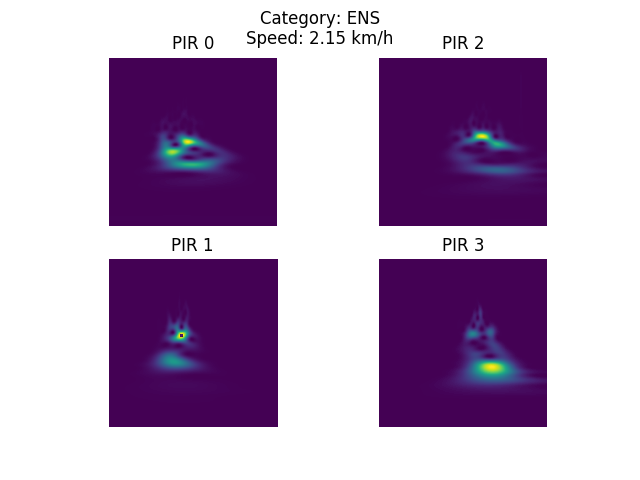 Category: ENS
Speed: 2.15 km/h
PIR 0
PIR 2
PIR 1
PIR 3